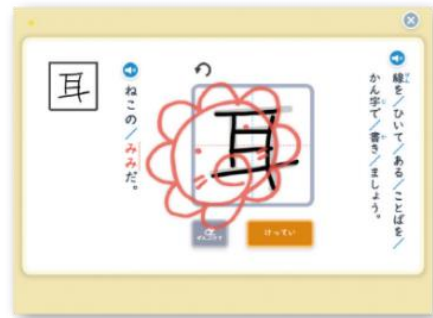 線を／ひいて／ある／ことばを／
かん字で／書き／ましょう。
ねこの／みみだ。
耳
耳
けってい